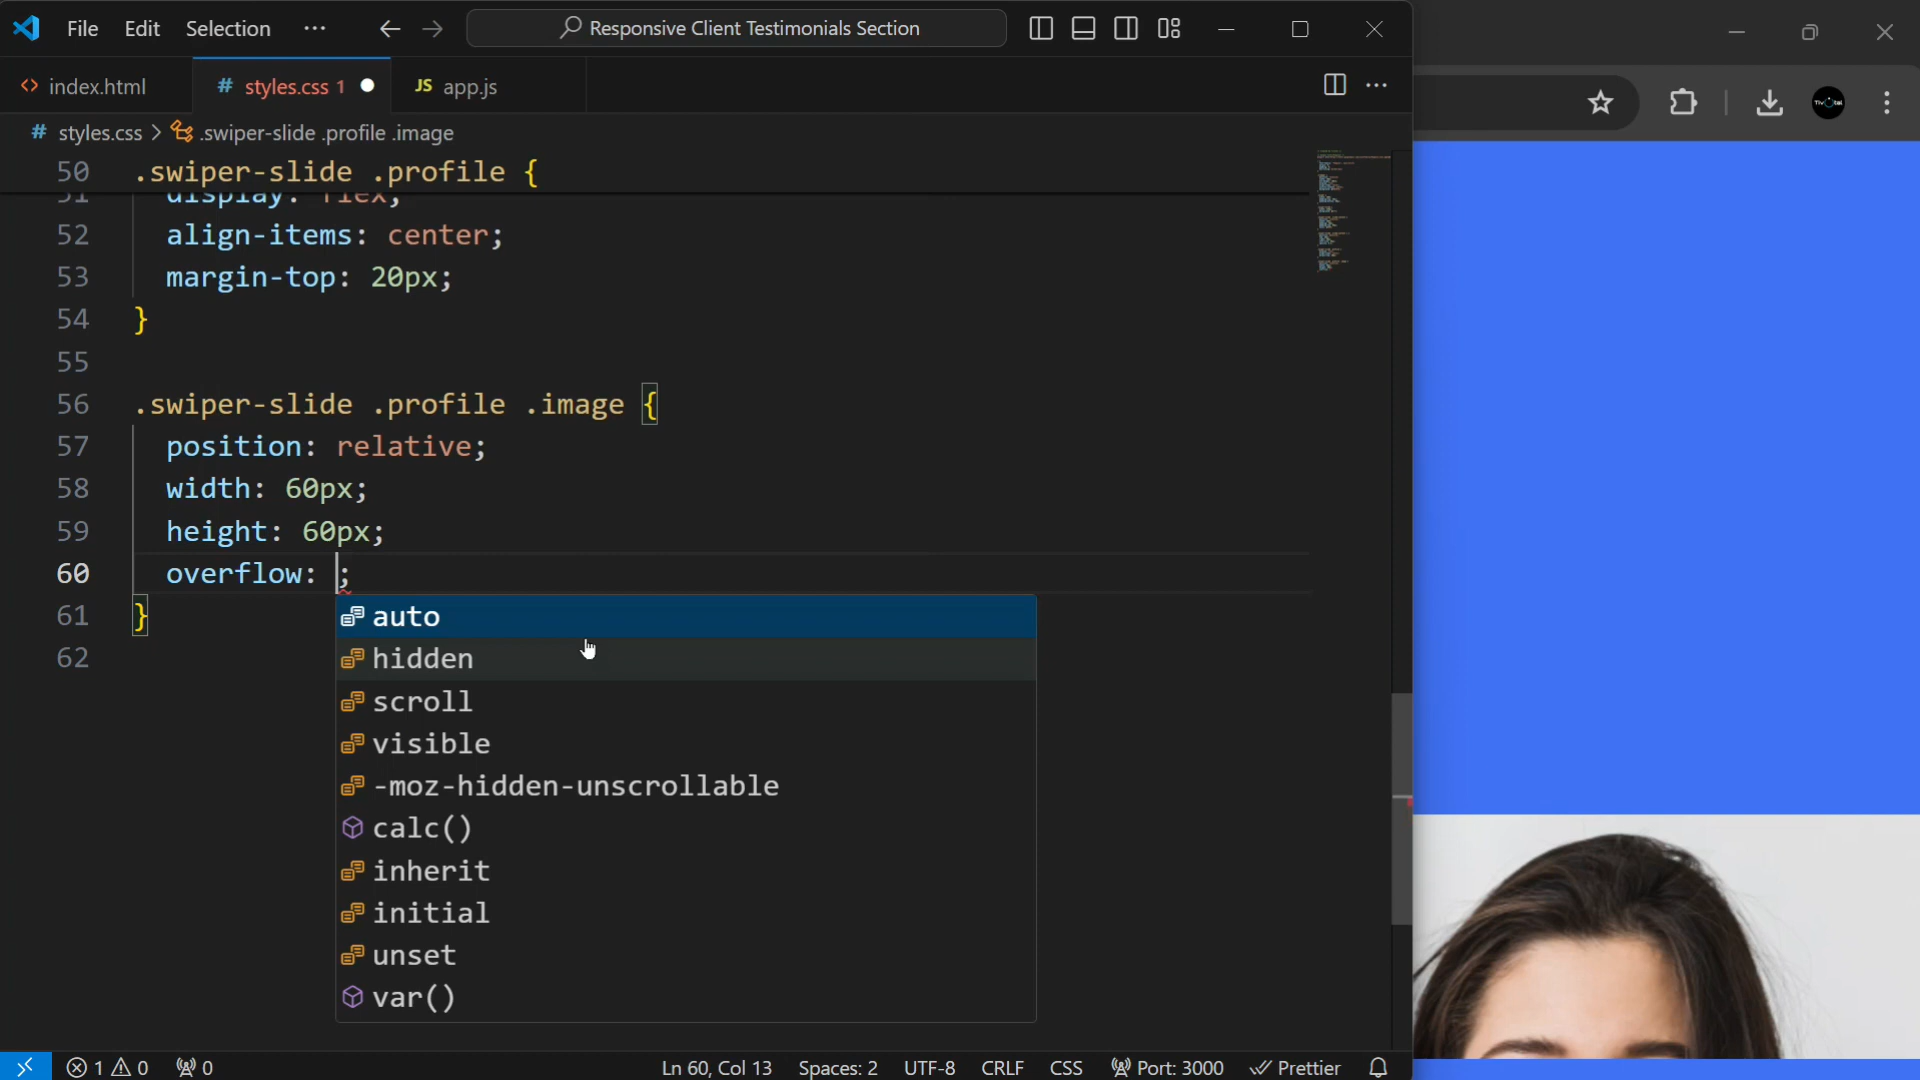 File Edit Selection ··· Responsive Client Testimonials Section
<> index.html # styles.css 1 JS app.js
# styles.css > .swiper-slide .profile .image
50 .swiper-slide .profile {
51 display: flex;
52 align-items: center;
53 margin-top: 20px;
54 }
55
56 .swiper-slide .profile .image {
57 position: relative;
58 width: 60px;
59 height: 60px;
60 overflow: ;
61 }
62
auto
hidden
scroll
visible
-moz-hidden-unscrollable
calc()
inherit
initial
unset
var()
1 0 0 Ln 60, Col 13 Spaces: 2 UTF-8 CRLF CSS Port: 3000 Prettier